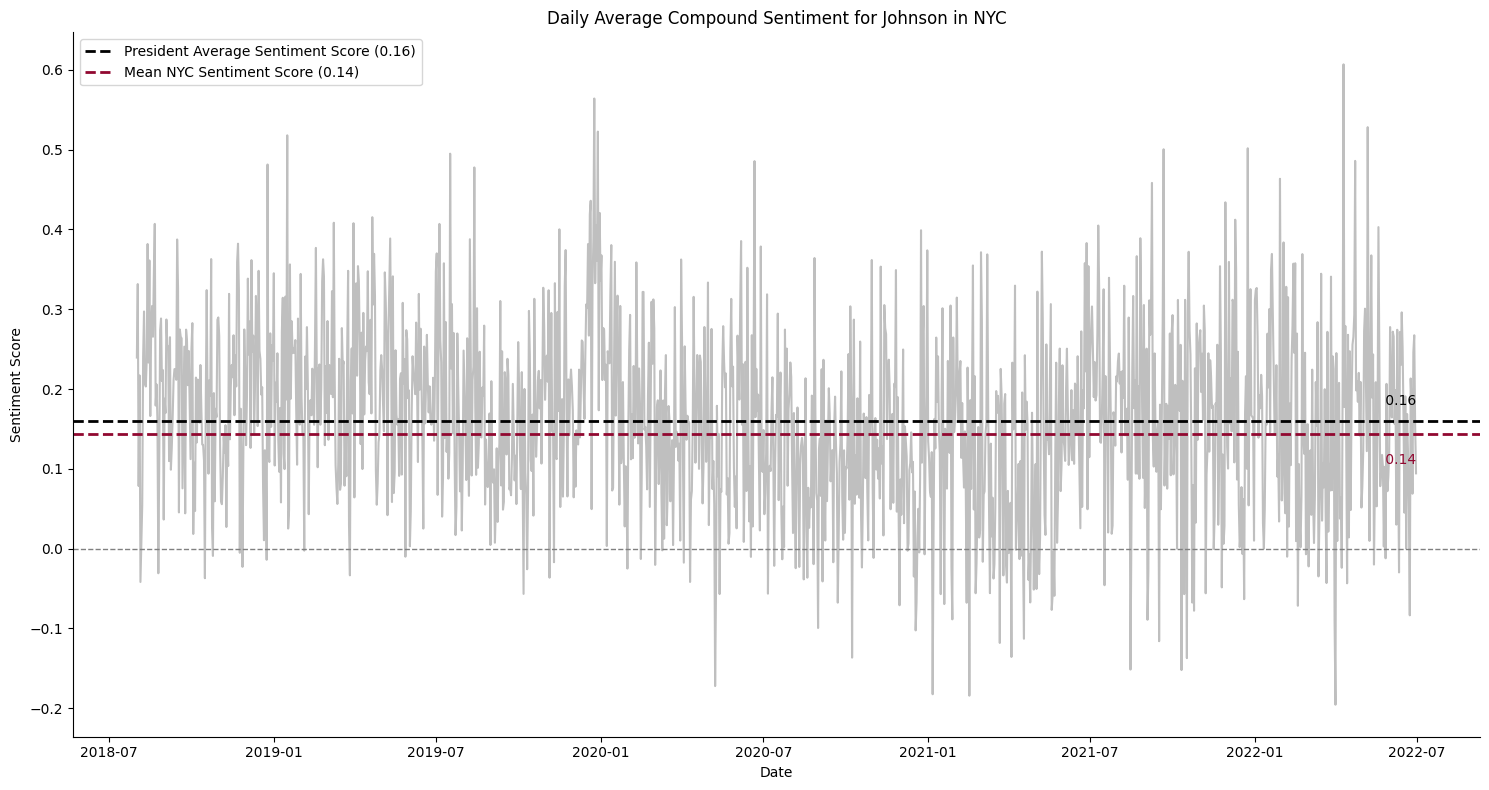 Daily Average Compound Sentiment for Johnson in NYC
President Average Sentiment Score (0.16)
Mean NYC Sentiment Score (0.14)
0.6
0.5
0.4
0.3
0.2
0.1
0.0
−0.1
−0.2
Sentiment Score
0.16
0.14
2018-07 2019-01 2019-07 2020-01 2020-07 2021-01 2021-07 2022-01 2022-07
Date